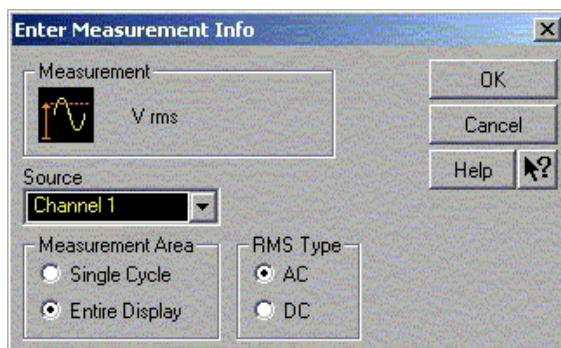 Enter Measurement Info
Measurement
V rms
OK
Cancel
Help
?
Source
Channel 1
Measurement Area
Single Cycle
Entire Display
RMS Type
AC
DC